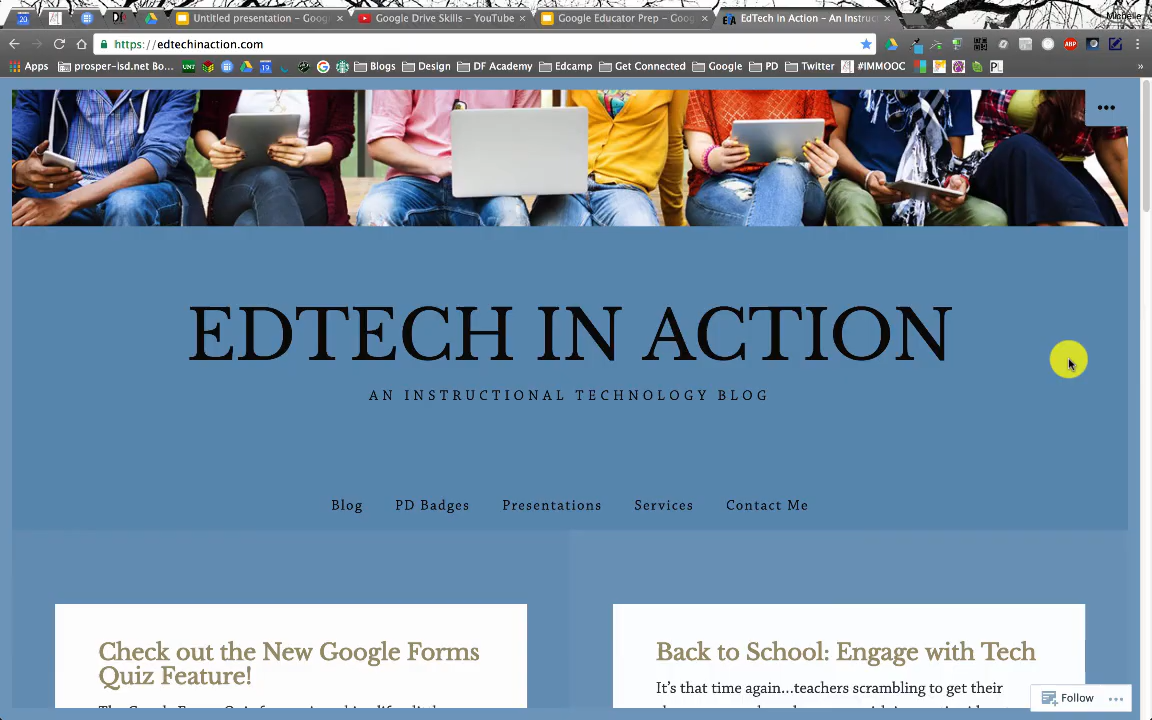 Michelle
Untitled presentation - Goog
Google Drive Skills - YouTube
Google Educator Prep - Goog
EdTech in Action – An Instruc
https://edtechinaction.com
Apps
prosper-isd.net Bo...
UNT
19
G
Blogs
Design
DF Academy
Edcamp
Get Connected
Google
PD
Twitter
#IMMOOC
»
EDTECH IN ACTION
AN INSTRUCTIONAL TECHNOLOGY BLOG
Blog PD Badges Presentations Services Contact Me
Check out the New Google Forms
Quiz Feature!
Back to School: Engage with Tech
It's that time again...teachers scrambling to get their
Follow